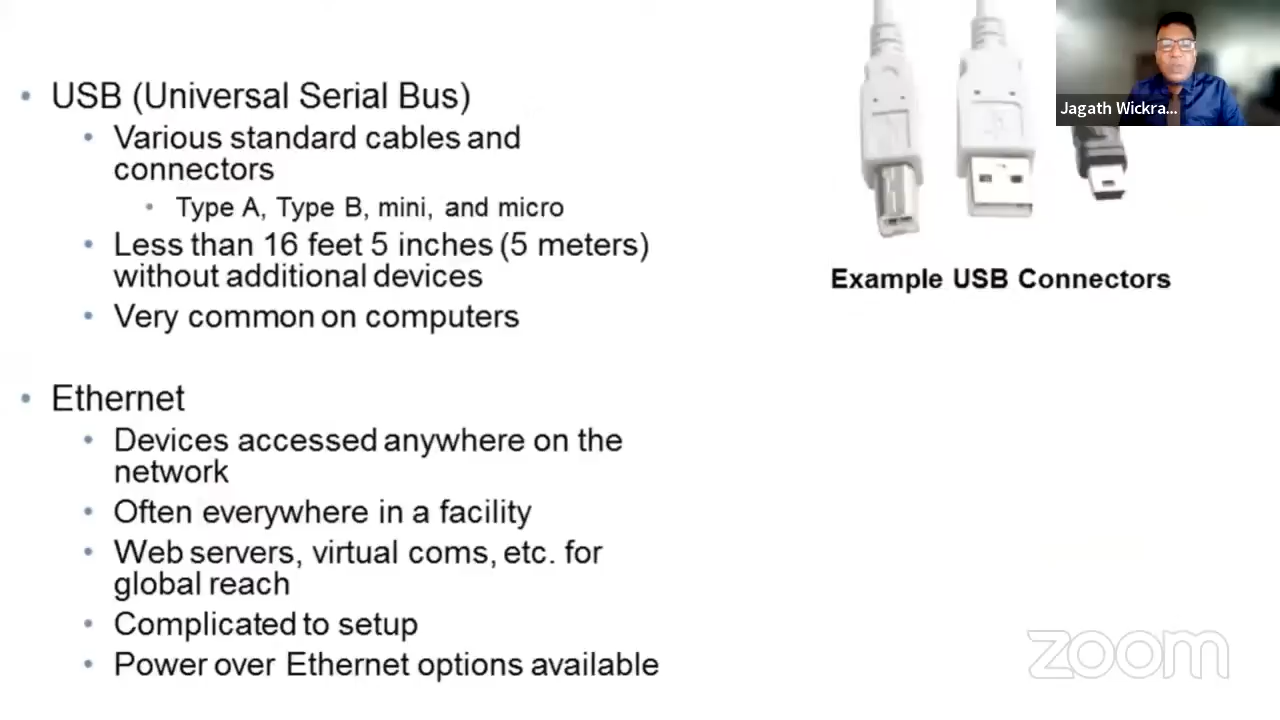 USB (Universal Serial Bus)
Various standard cables and
connectors
Type A, Type B, mini, and micro
Less than 16 feet 5 inches (5 meters)
without additional devices
Very common on computers
Ethernet
Devices accessed anywhere on the
network
Often everywhere in a facility
Web servers, virtual coms, etc. for
global reach
Complicated to setup
Power over Ethernet options available
Example USB Connectors
Jagath Wickra...
zoom